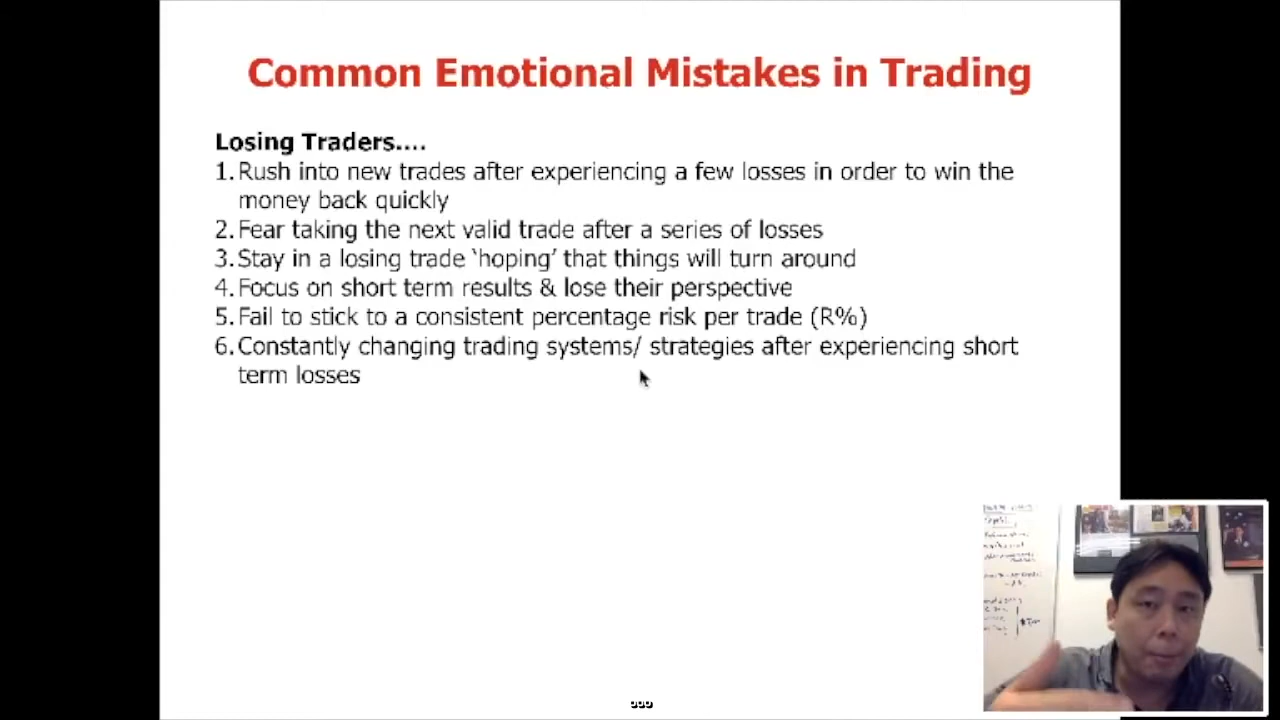 Common Emotional Mistakes in Trading
Losing Traders....
1. Rush into new trades after experiencing a few losses in order to win the
money back quickly
2. Fear taking the next valid trade after a series of losses
3. Stay in a losing trade ‘hoping’ that things will turn around
4. Focus on short term results & lose their perspective
5. Fail to stick to a consistent percentage risk per trade (R%)
6. Constantly changing trading systems/ strategies after experiencing short
term losses